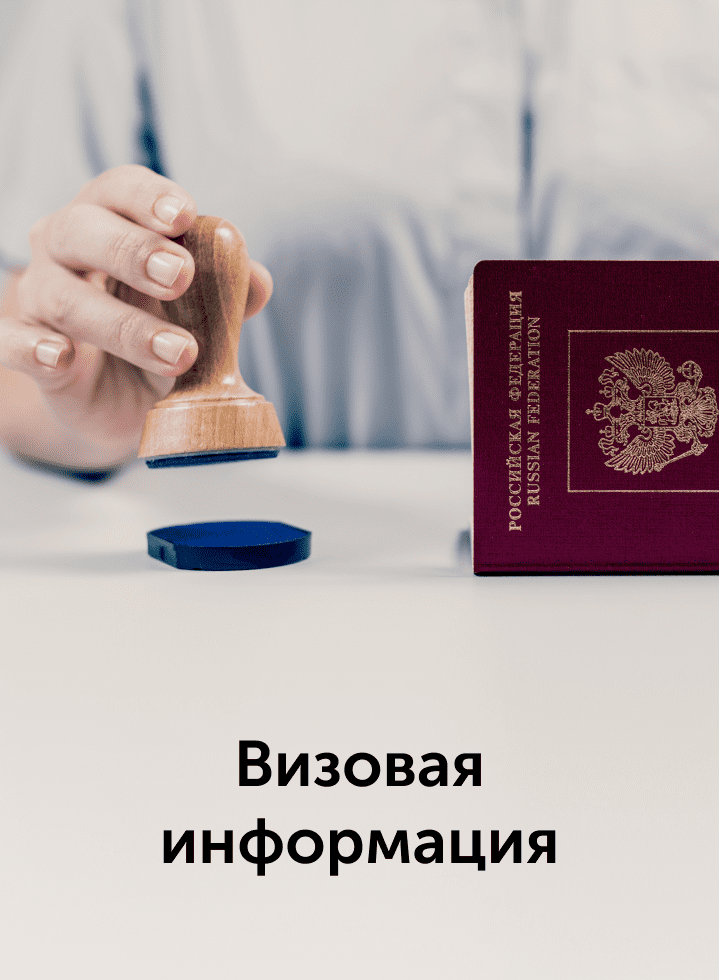 РОССИЙСКАЯ ФЕДЕРАЦИЯ
RUSSIAN FEDERATION
Визовая
информация